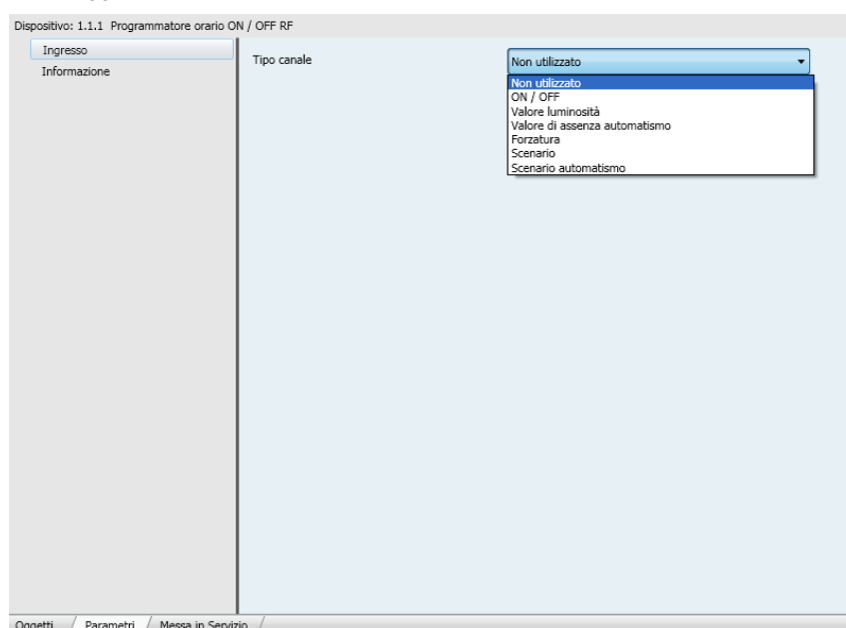 Dispositivo: 1.1.1 Programmatore orario ON / OFF RF
Ingresso
Informazione
Tipo canale
Non utilizzato
Non utilizzato
ON / OFF
Valore luminosità
Valore di assenza automatismo
Forzatura
Scenario
Scenario automatismo
Oggetti / Parametri / Messa in Servizio /